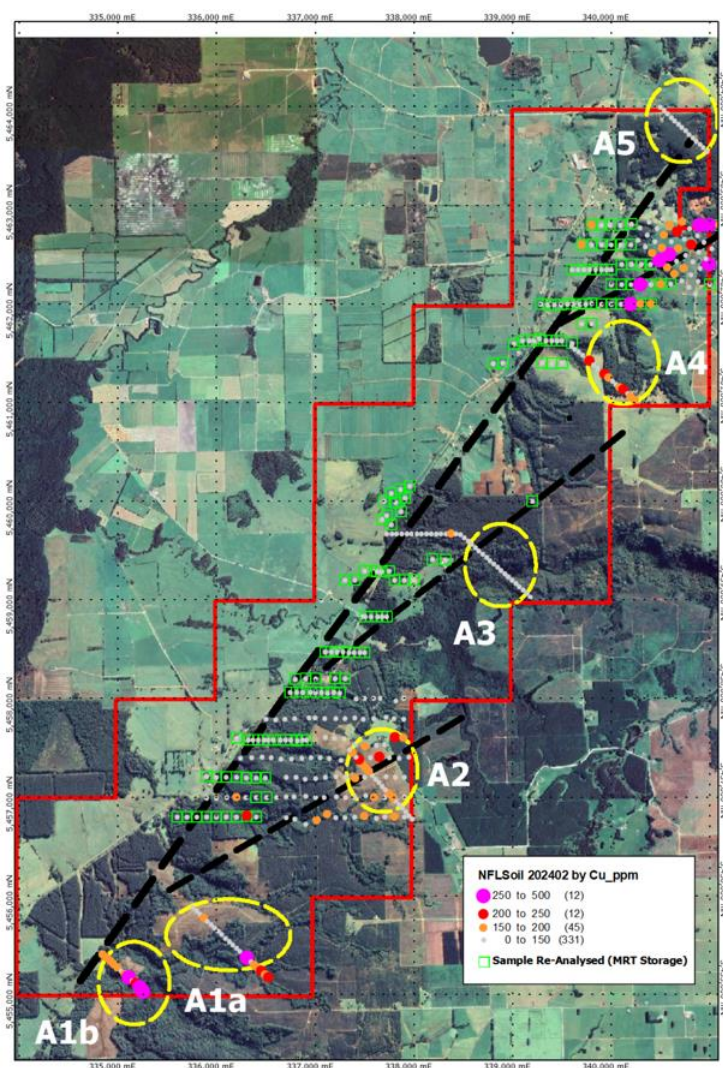 335,000 mE 336,000 mE 337,000 mE 338,000 mE 339,000 mE 340,000 mE
5,464,000 mN
5,463,000 mN
5,462,000 mN
5,461,000 mN
5,460,000 mN
5,459,000 mN
5,458,000 mN
5,457,000 mN
5,456,000 mN
5,455,000 mN
A5
A4
A3
A2
A1a
A1b
NFLSoil 202402 by Cu_ppm
250 to 500 (12)
200 to 250 (12)
150 to 200 (45)
0 to 150 (331)
Sample Re-Analysed (MRT Storage)
335,000 mE 336,000 mE 337,000 mE 338,000 mE 339,000 mE 340,000 mE